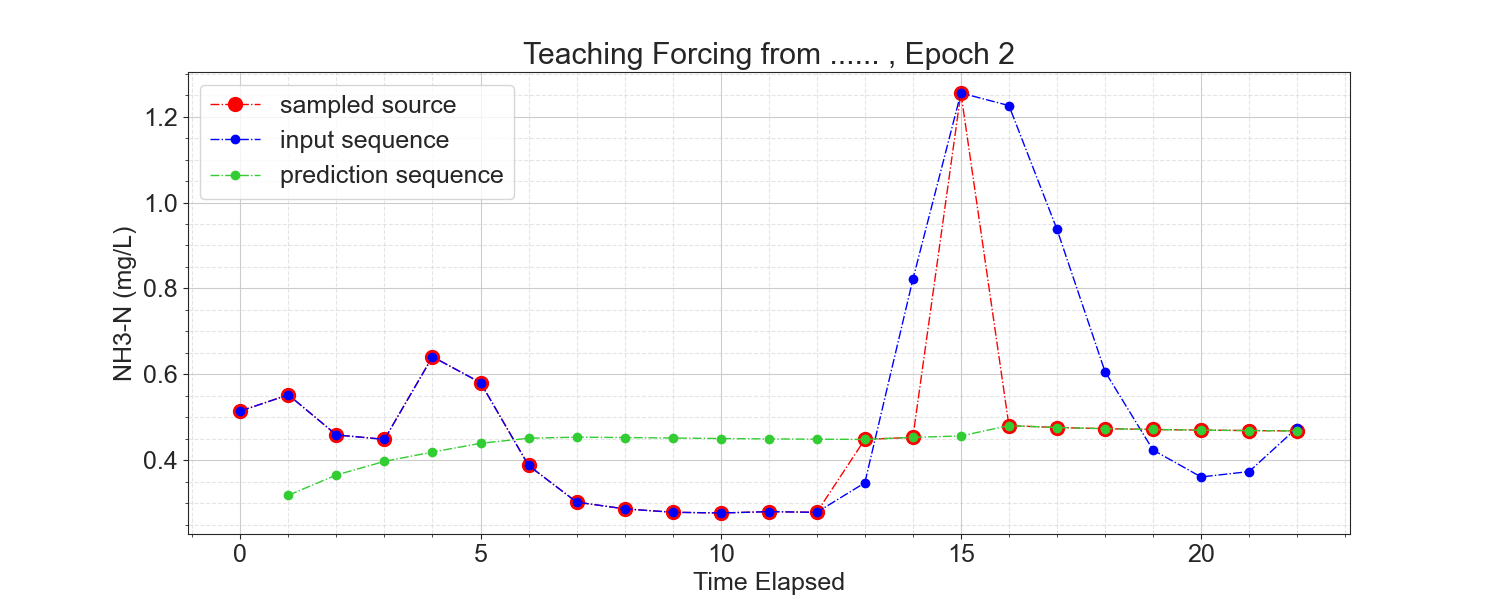 Teaching Forcing from ...... , Epoch 2
sampled source
input sequence
prediction sequence
NH3-N (mg/L)
1.2
1.0
0.8
0.6
0.4
0 5 10 15 20
Time Elapsed